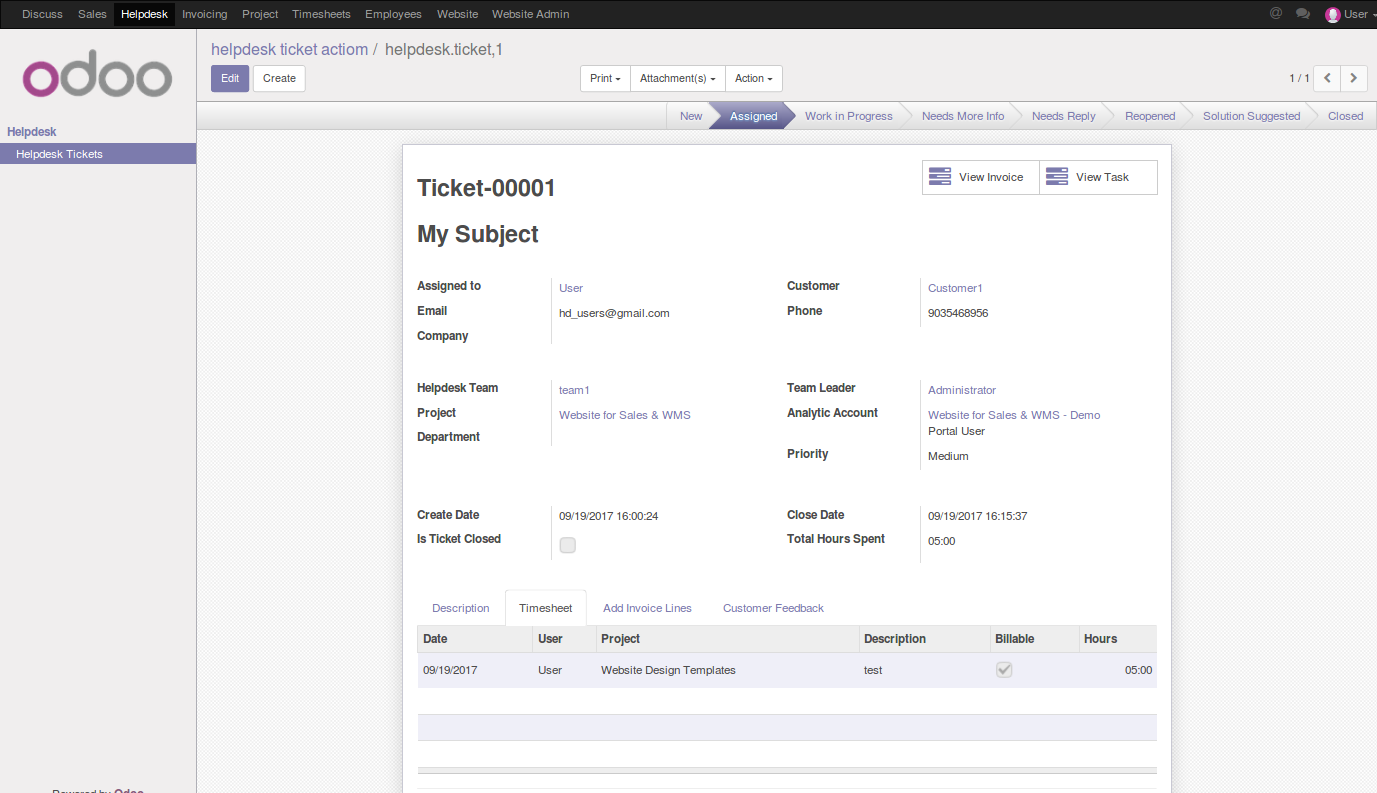 Discuss Sales Helpdesk Invoicing Project Timesheets Employees Website Website Admin @ User
odoo
helpdesk ticket actiom / helpdesk.ticket,1
Edit Create Print Attachment(s) Action 1 / 1
New Assigned Work in Progress Needs More Info Needs Reply Reopened Solution Suggested Closed
Helpdesk
Helpdesk Tickets
View Invoice View Task
Ticket-00001
My Subject
Assigned to User Customer Customer1
Email hd_users@gmail.com Phone 9035468956
Company
Helpdesk Team team1 Team Leader Administrator
Project Website for Sales & WMS Analytic Account Website for Sales & WMS - Demo
Portal User
Department
Priority Medium
Create Date 09/19/2017 16:00:24 Close Date 09/19/2017 16:15:37
Is Ticket Closed Total Hours Spent 05:00
Description Timesheet Add Invoice Lines Customer Feedback
Date User Project Description Billable Hours
09/19/2017 User Website Design Templates test 05:00
Powered by Odoo